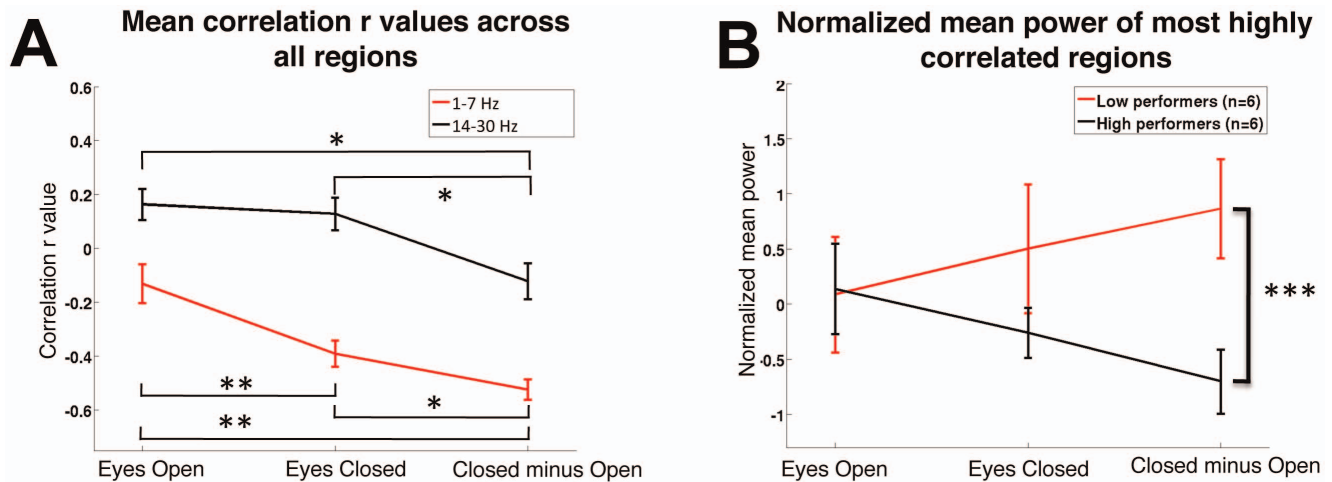 A
Mean correlation r values across
all regions
0.6
0.4
0.2
0
-0.2
-0.4
-0.6
Correlation r value
1-7 Hz
14-30 Hz
*
*
**
*
**
Eyes Open
Eyes Closed
Closed minus Open
B
Normalized mean power of most highly
correlated regions
2
1.5
1
0.5
0
-0.5
-1
Normalized mean power
Low performers (n=6)
High performers (n=6)
***
Eyes Open
Eyes Closed
Closed minus Open